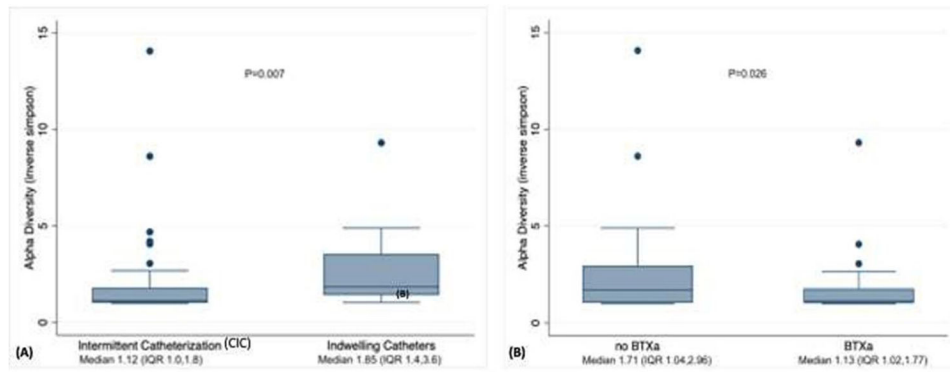 15
P=0.007
10
Alpha Diversity (inverse simpson)
5
(B)
0
Intermittent Catheterization (CIC)
Median 1.12 (IQR 1.0,1.8)
Indwelling Catheters
Median 1.85 (IQR 1.4,3.6)
(A)
15
P=0.026
10
Alpha Diversity (inverse simpson)
5
0
no BTXa
Median 1.71 (IQR 1.04,2.96)
BTXa
Median 1.13 (IQR 1.02,1.77)
(B)